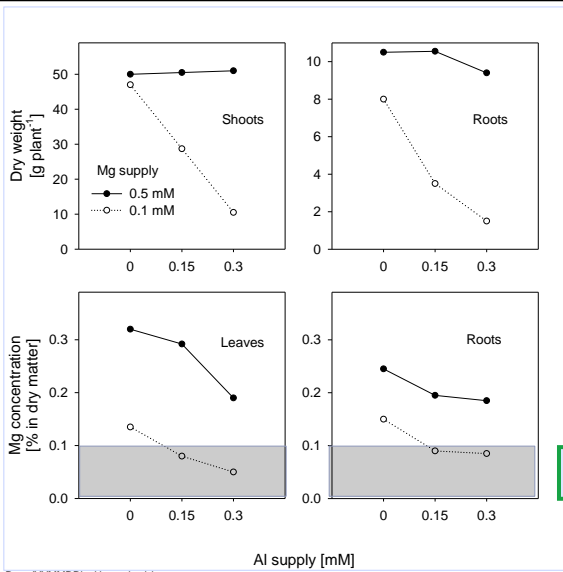 Dry weight
[g plant-1]
50
40
30
20
10
0
Shoots
Mg supply
0.5 mM
0.1 mM
0 0.15 0.3
10
8
6
4
2
0
Roots
0 0.15 0.3
Mg concentration
[% in dry matter]
0.3
0.2
0.1
0.0
Leaves
0 0.15 0.3
0.3
0.2
0.1
0.0
Roots
0 0.15 0.3
Al supply [mM]